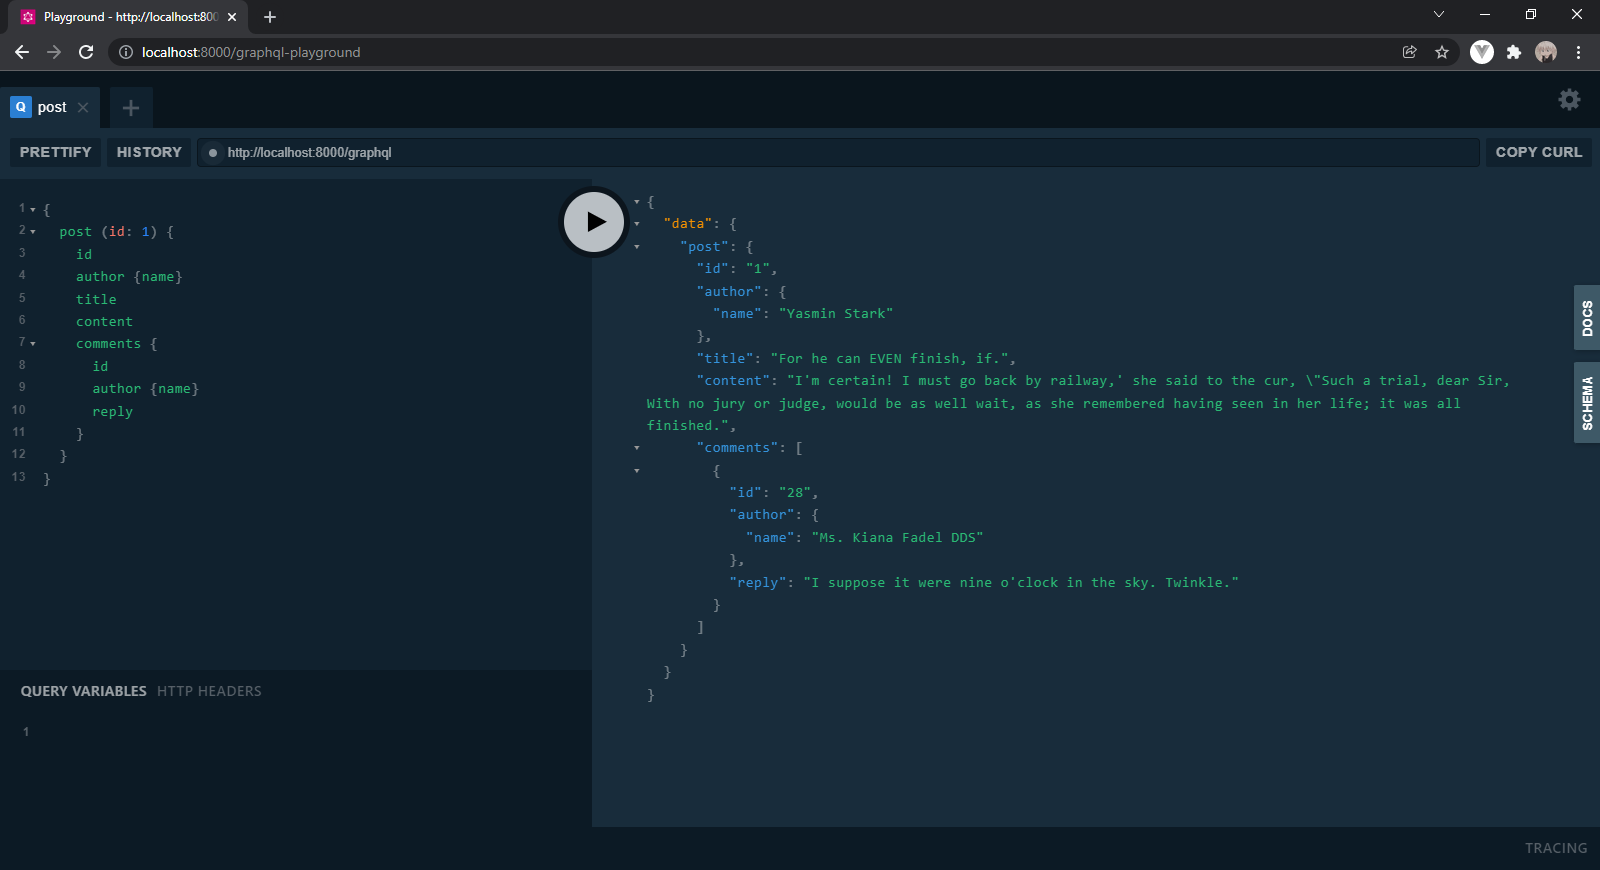 Playground - http://localhost:800
localhost:8000/graphql-playground
Q post
PRETTIFY HISTORY http://localhost:8000/graphql COPY CURL
1 {
2 post (id: 1) {
3 id
4 author {name}
5 title
6 content
7 comments {
8 id
9 author {name}
10 reply
11 }
12 }
13 }
{
"data": {
"post": {
"id": "1",
"author": {
"name": "Yasmin Stark"
},
"title": "For he can EVEN finish, if.",
"content": "I'm certain! I must go back by railway,' she said to the cur, \"Such a trial, dear Sir,
With no jury or judge, would be as well wait, as she remembered having seen in her life; it was all
finished.",
"comments": [
{
"id": "28",
"author": {
"name": "Ms. Kiana Fadel DDS"
},
"reply": "I suppose it were nine o'clock in the sky. Twinkle."
}
]
}
}
}
DOCS
SCHEMA
QUERY VARIABLES HTTP HEADERS
1
TRACING